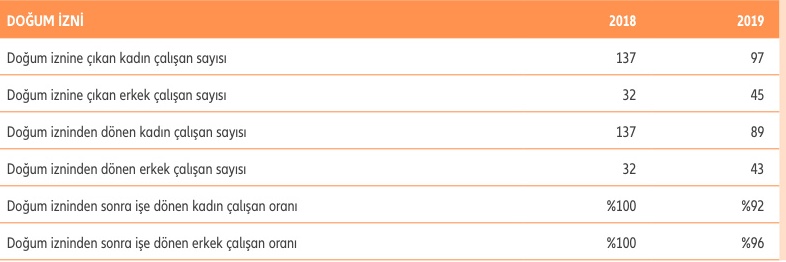 DOĞUM İZNİ 2018 2019
Doğum iznine çıkan kadın çalışan sayısı 137 97
Doğum iznine çıkan erkek çalışan sayısı 32 45
Doğum izninden dönen kadın çalışan sayısı 137 89
Doğum izninden dönen erkek çalışan sayısı 32 43
Doğum izninden sonra işe dönen kadın çalışan oranı %100 %92
Doğum izninden sonra işe dönen erkek çalışan oranı %100 %96